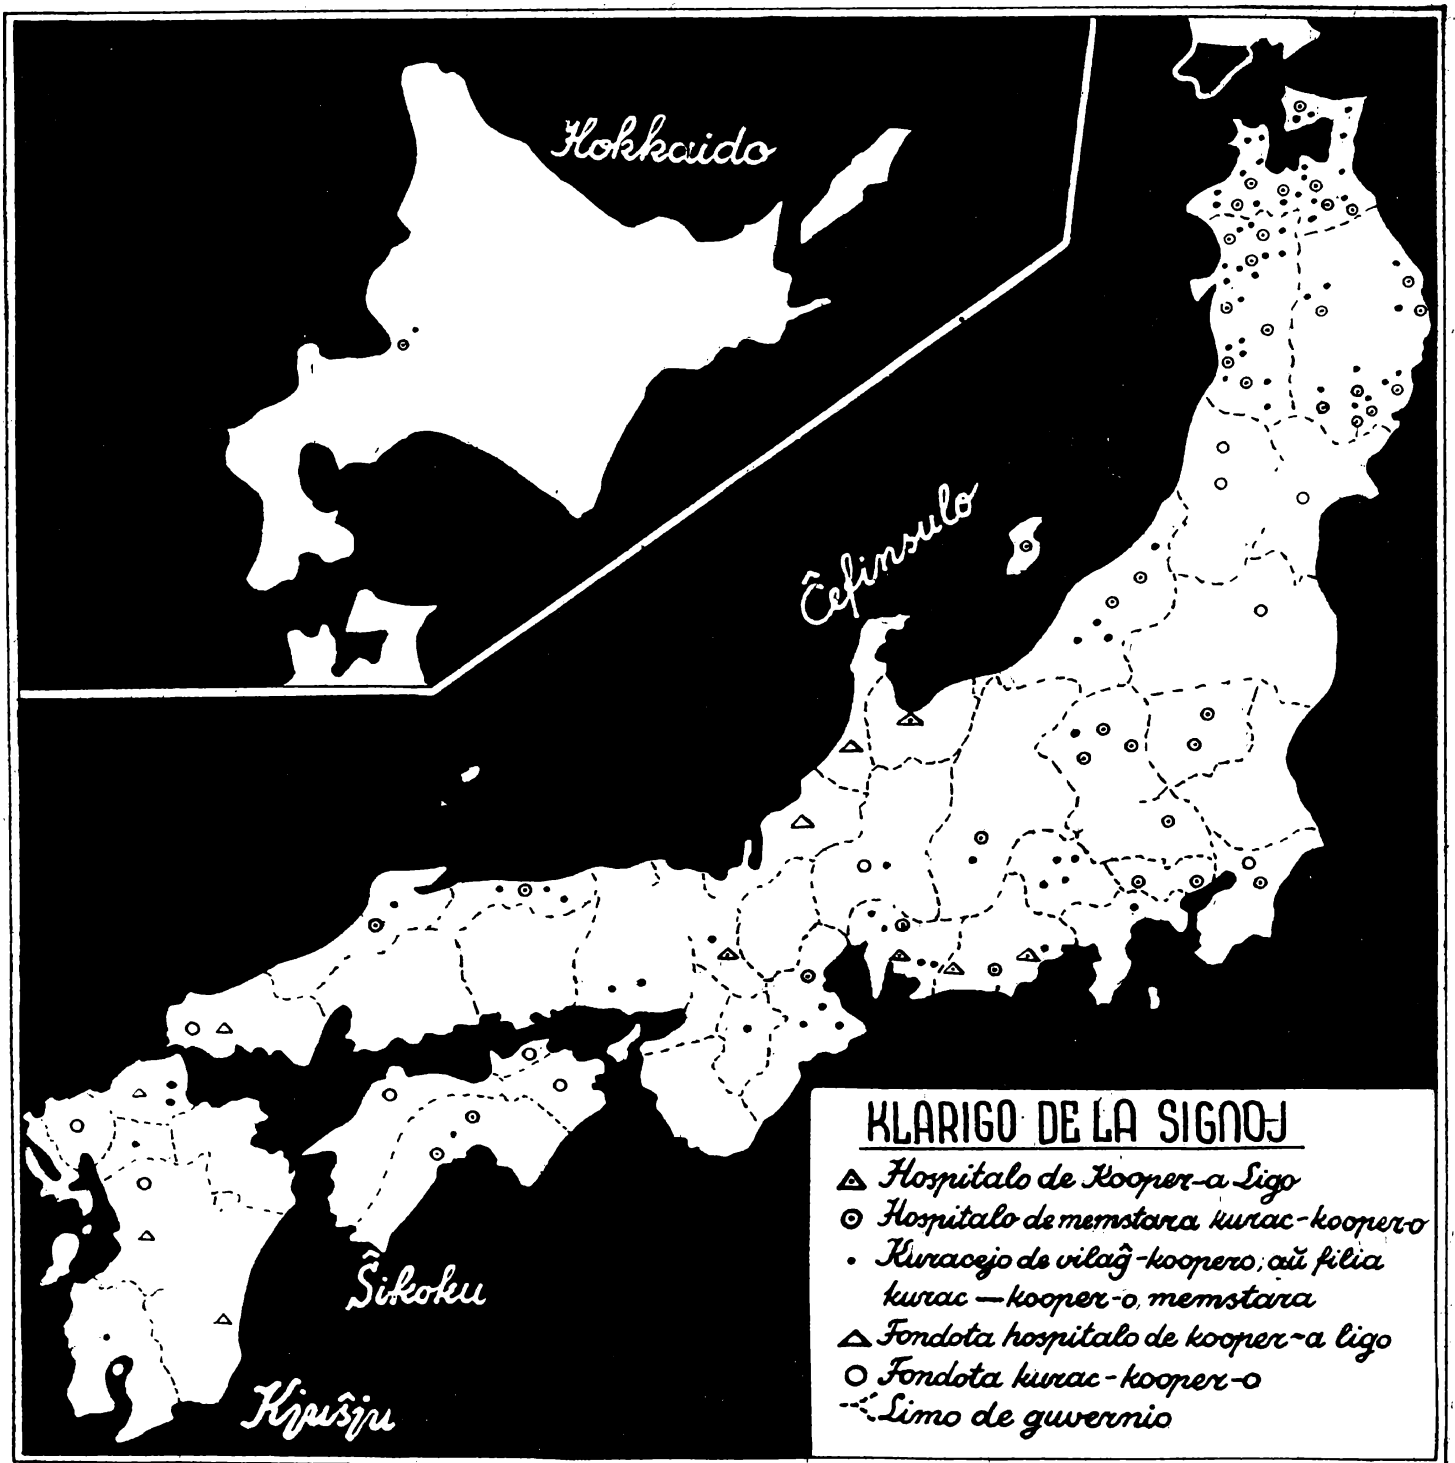 Hokkaido
Ĉefinsulo
Ŝikoku
Kjuŝju
KLARIGO DE LA SIGNOJ
Hospitalo de Kooper-a Ligo
Hospitalo de memstara kurac-kooper-o
Kuracejo de vilaĝ-koopero, aŭ filia
kurac—kooper-o, memstara
Fondota hospitalo de kooper-a ligo
Fondota kurac-kooper-o
Limo de guvernio